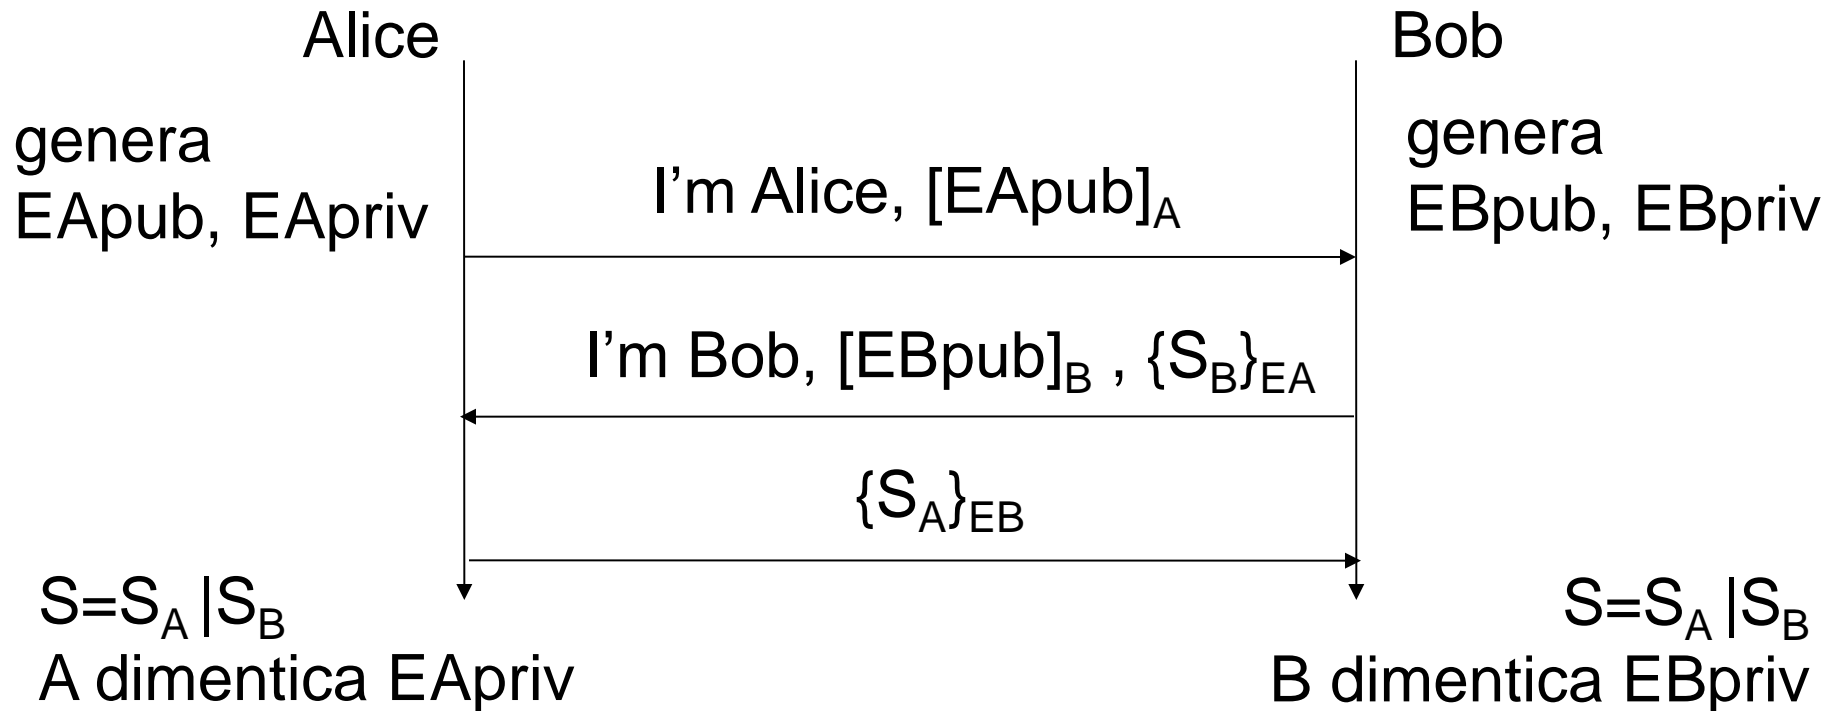 Alice
Bob
genera
EApub, EApriv
genera
EBpub, EBpriv
I'm Alice, [EApub]A
I'm Bob, [EBpub]B , {SB}EA
{SA}EB
S=SA |SB
A dimentica EApriv
S=SA |SB
B dimentica EBpriv